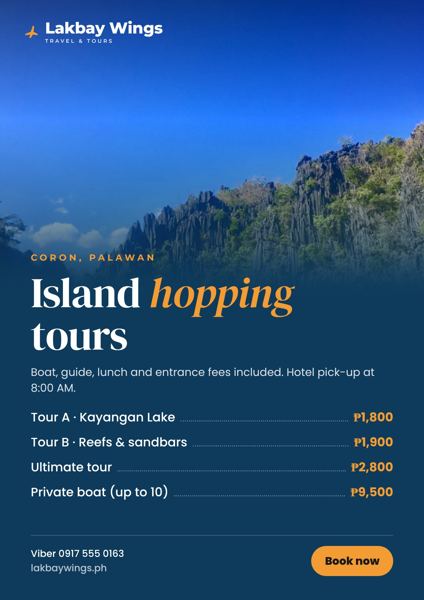 Lakbay Wings
TRAVEL & TOURS
CORON, PALAWAN
Island hopping
tours
Boat, guide, lunch and entrance fees included. Hotel pick-up at
8:00 AM.
Tour A · Kayangan Lake ₱1,800
Tour B · Reefs & sandbars ₱1,900
Ultimate tour ₱2,800
Private boat (up to 10) ₱9,500
Viber 0917 555 0163
lakbaywings.ph
Book now